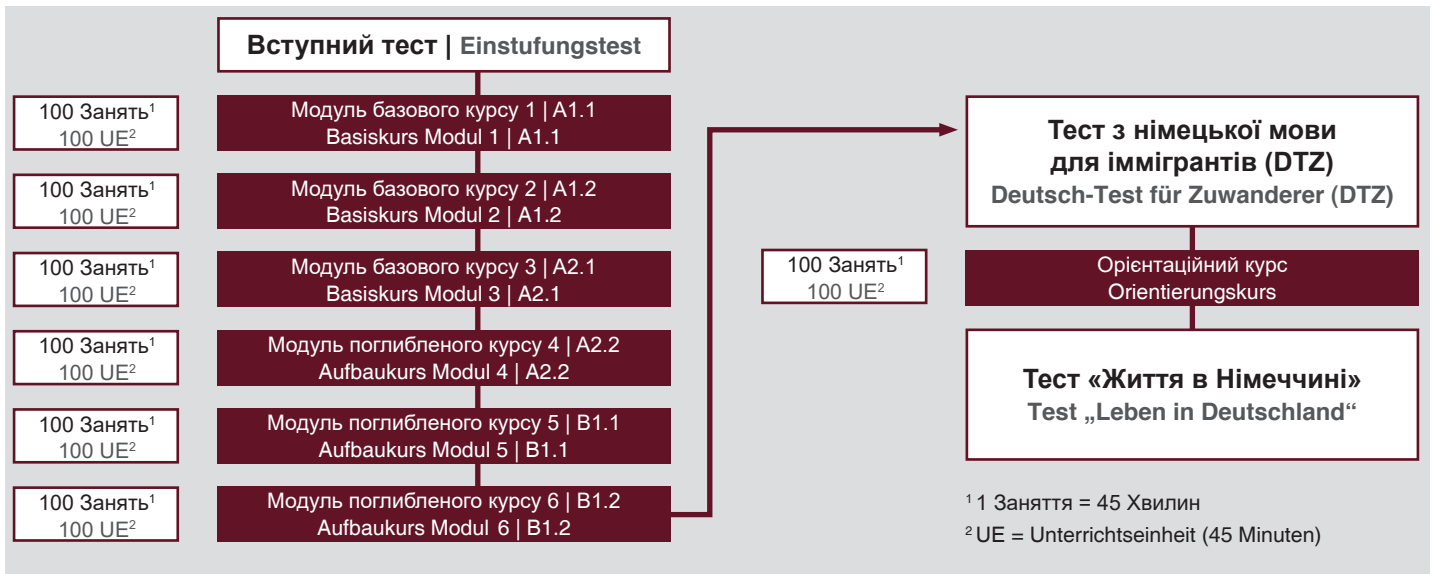 Вступний тест | Einstufungstest
100 Занять¹
100 UE²
Модуль базового курсу 1 | A1.1
Basiskurs Modul 1 | A1.1
100 Занять¹
100 UE²
Модуль базового курсу 2 | A1.2
Basiskurs Modul 2 | A1.2
100 Занять¹
100 UE²
Модуль базового курсу 3 | A2.1
Basiskurs Modul 3 | A2.1
100 Занять¹
100 UE²
Модуль поглибленого курсу 4 | A2.2
Aufbaukurs Modul 4 | A2.2
100 Занять¹
100 UE²
Модуль поглибленого курсу 5 | B1.1
Aufbaukurs Modul 5 | B1.1
100 Занять¹
100 UE²
Модуль поглибленого курсу 6 | B1.2
Aufbaukurs Modul 6 | B1.2
Тест з німецької мови
для іммігрантів (DTZ)
Deutsch-Test für Zuwanderer (DTZ)
100 Занять¹
100 UE²
Орієнтаційний курс
Orientierungskurs
Тест «Життя в Німеччині»
Test „Leben in Deutschland“
¹ 1 Заняття = 45 Хвилин
² UE = Unterrichtseinheit (45 Minuten)